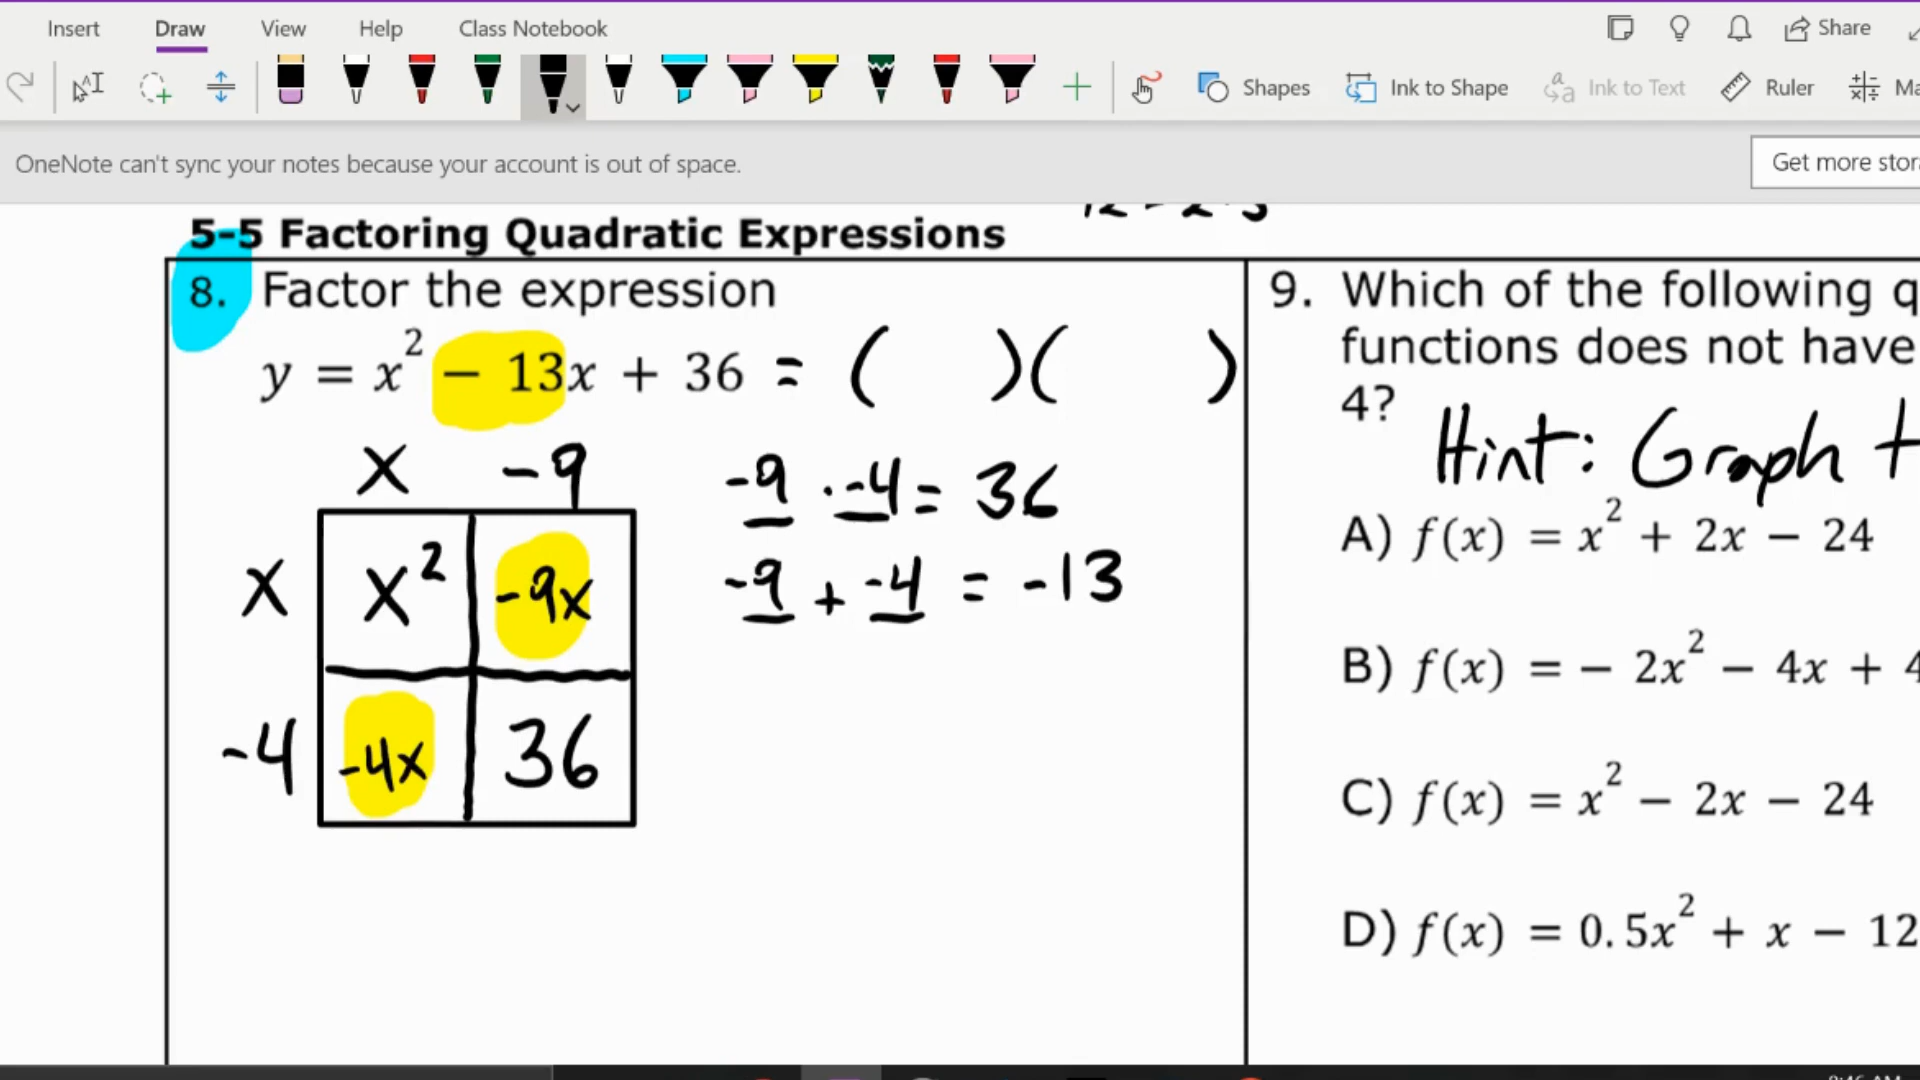 Insert Draw View Help Class Notebook Share
Shapes Ink to Shape Ink to Text Ruler
OneNote can't sync your notes because your account is out of space.
Get more
5-5 Factoring Quadratic Expressions
8. Factor the expression
y = x² − 13x + 36 = ( )( )
x -9
x x² -9x
-4 -4x 36
-9 · -4 = 36
-9 + -4 = -13
9. Which of the following
functions does not have
4?
Hint: Graph
A) f(x) = x² + 2x − 24
B) f(x) = − 2x² − 4x + 4
C) f(x) = x² − 2x − 24
D) f(x) = 0.5x² + x − 12